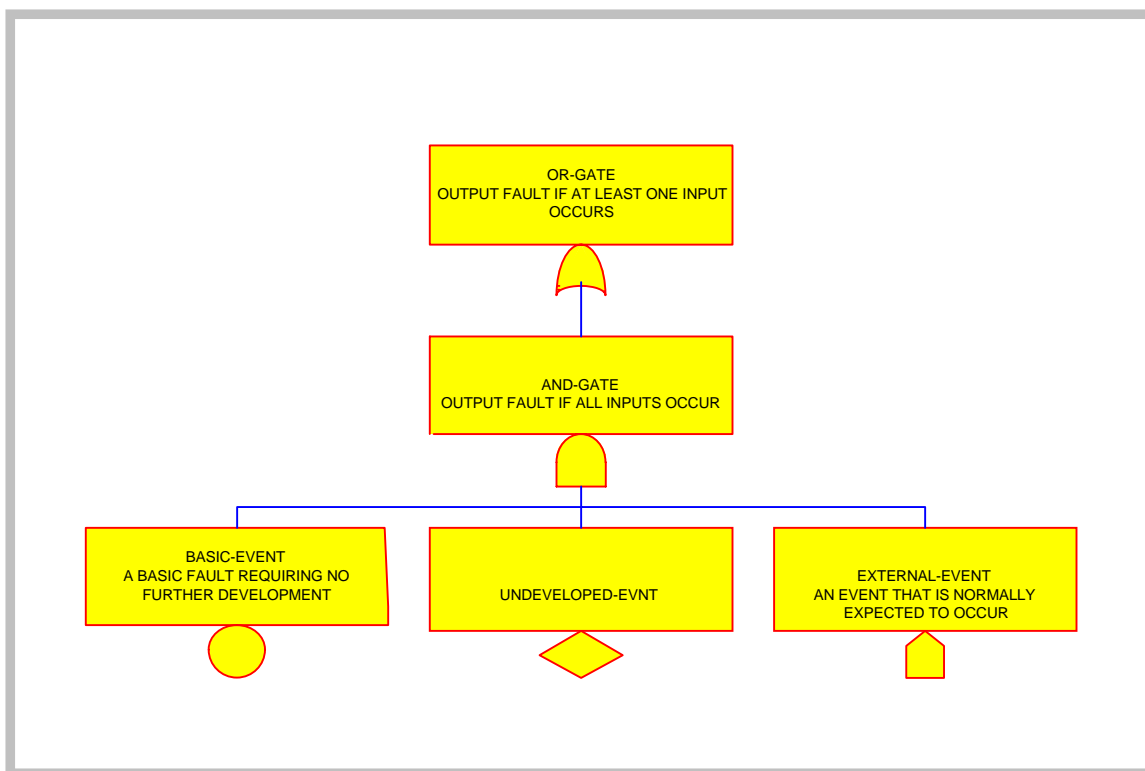 OR-GATE
OUTPUT FAULT IF AT LEAST ONE INPUT
OCCURS
AND-GATE
OUTPUT FAULT IF ALL INPUTS OCCUR
BASIC-EVENT
A BASIC FAULT REQUIRING NO
FURTHER DEVELOPMENT
UNDEVELOPED-EVNT
EXTERNAL-EVENT
AN EVENT THAT IS NORMALLY
EXPECTED TO OCCUR